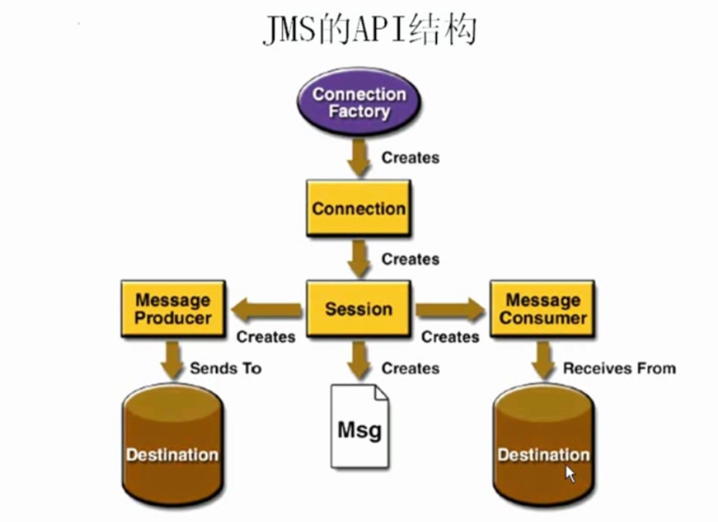 JMS的API结构
Connection
Factory
Creates
Connection
Creates
Message
Producer
Session
Message
Consumer
Creates
Creates
Sends To
Creates
Receives From
Destination
Msg
Destination